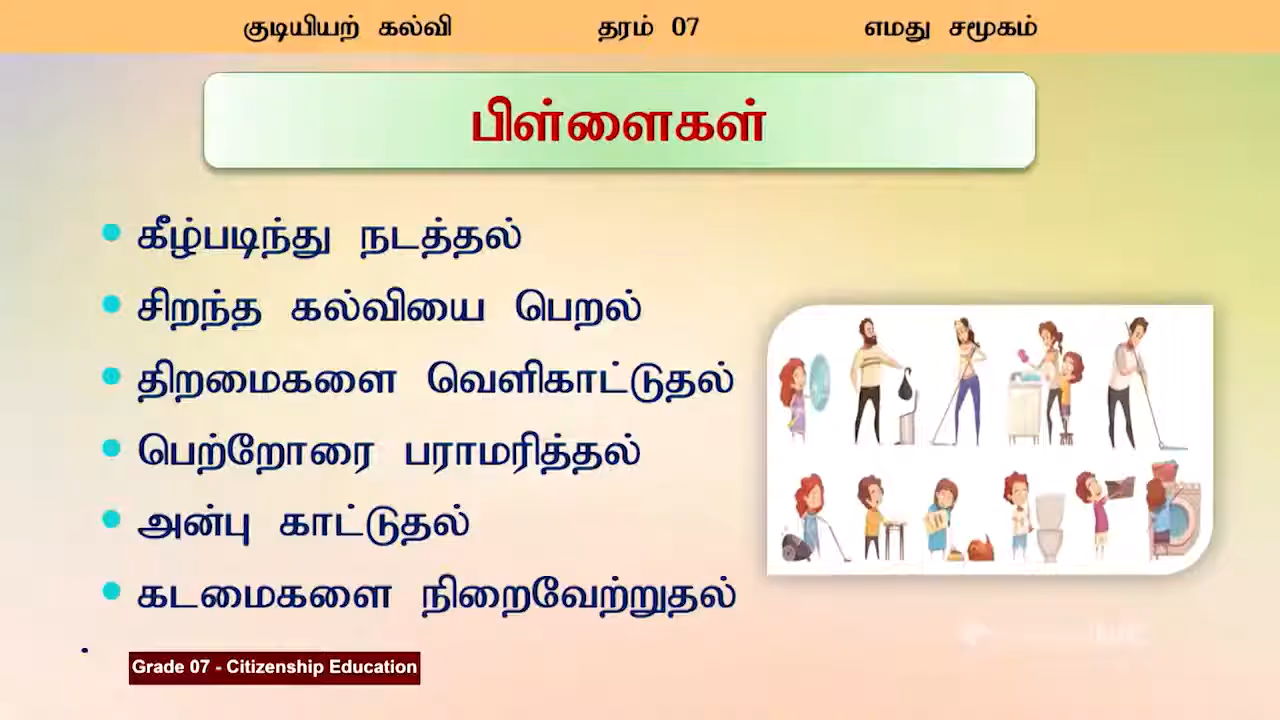 குடியியற் கல்வி தரம் 07 எமது சமூகம்
பிள்ளைகள்
கீழ்படிந்து நடத்தல்
சிறந்த கல்வியை பெறல்
திறமைகளை வெளிகாட்டுதல்
பெற்றோரை பராமரித்தல்
அன்பு காட்டுதல்
கடமைகளை நிறைவேற்றுதல்
Grade 07 - Citizenship Education